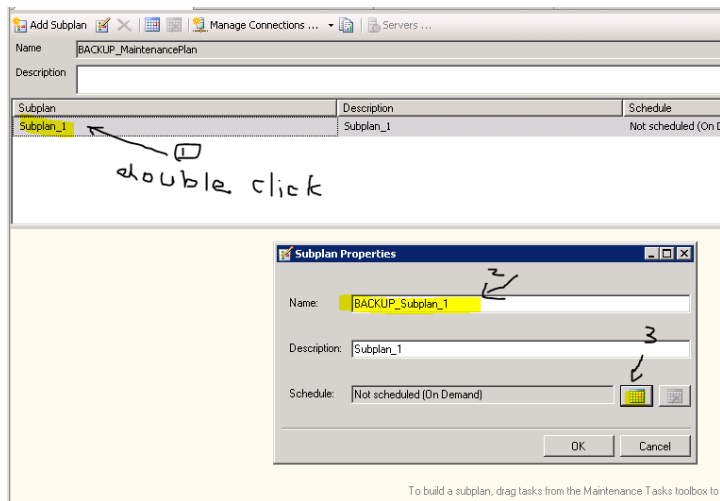 Add Subplan Manage Connections ... Servers ...
Name BACKUP_MaintenancePlan
Description
Subplan Description Schedule
Subplan_1 Subplan_1 Not scheduled (On D
1
double click
Subplan Properties
2
Name: BACKUP_Subplan_1
3
Description: Subplan_1
Schedule: Not scheduled (On Demand)
OK Cancel
To build a subplan, drag tasks from the Maintenance Tasks toolbox to